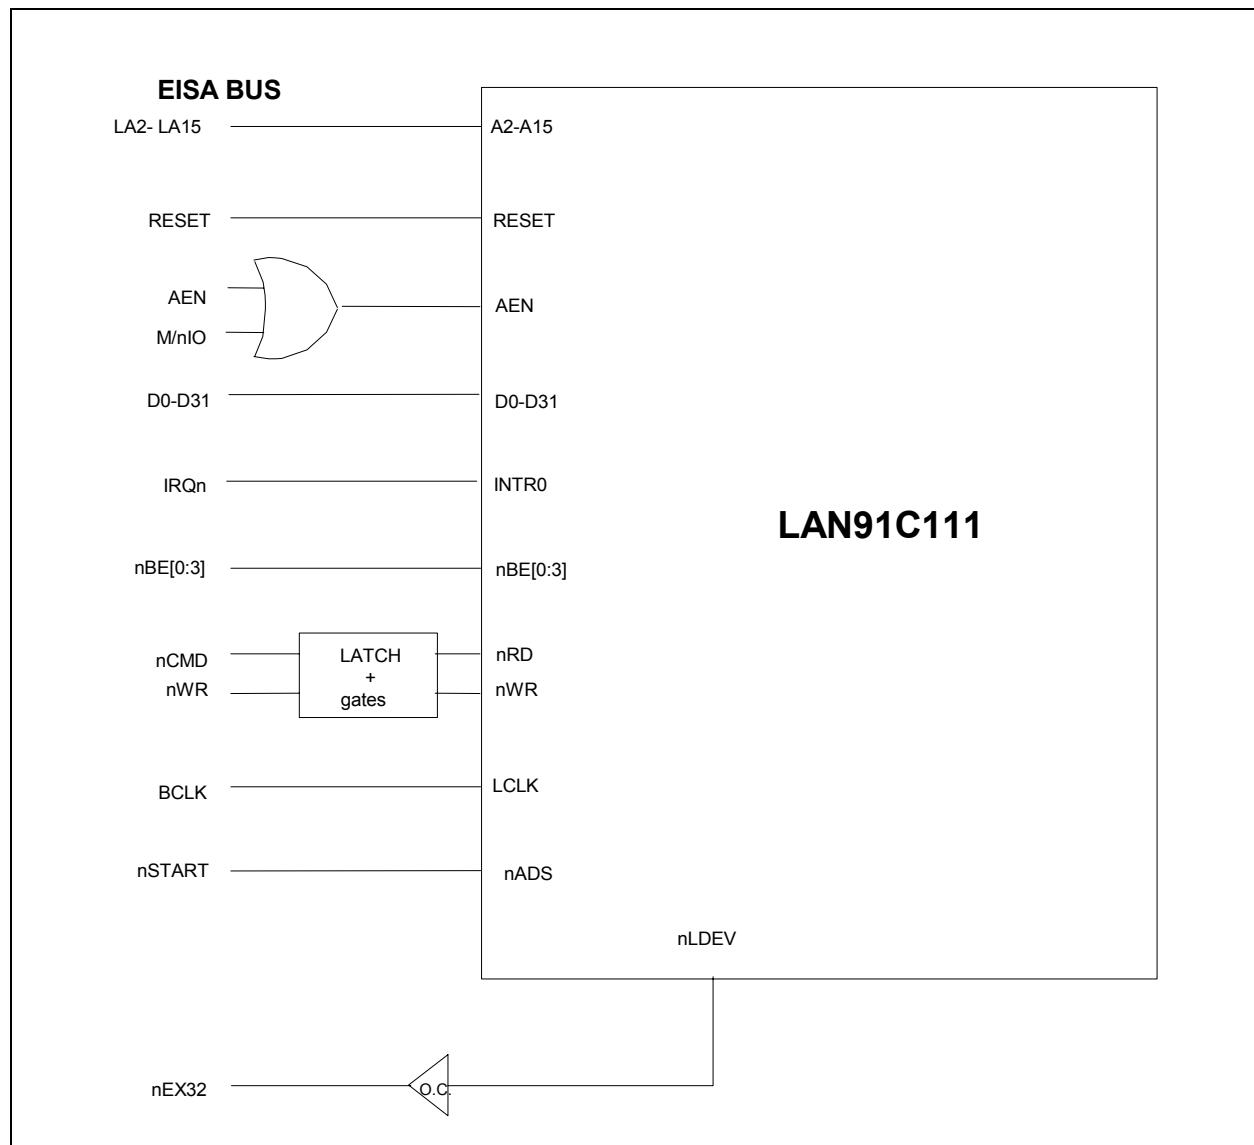 EISA BUS
LA2- LA15
A2-A15
RESET
RESET
AEN
M/nIO
AEN
D0-D31
D0-D31
IRQn
INTR0
LAN91C111
nBE[0:3]
nBE[0:3]
nCMD
nWR
LATCH
+
gates
nRD
nWR
BCLK
LCLK
nSTART
nADS
nLDEV
nEX32
O.C.